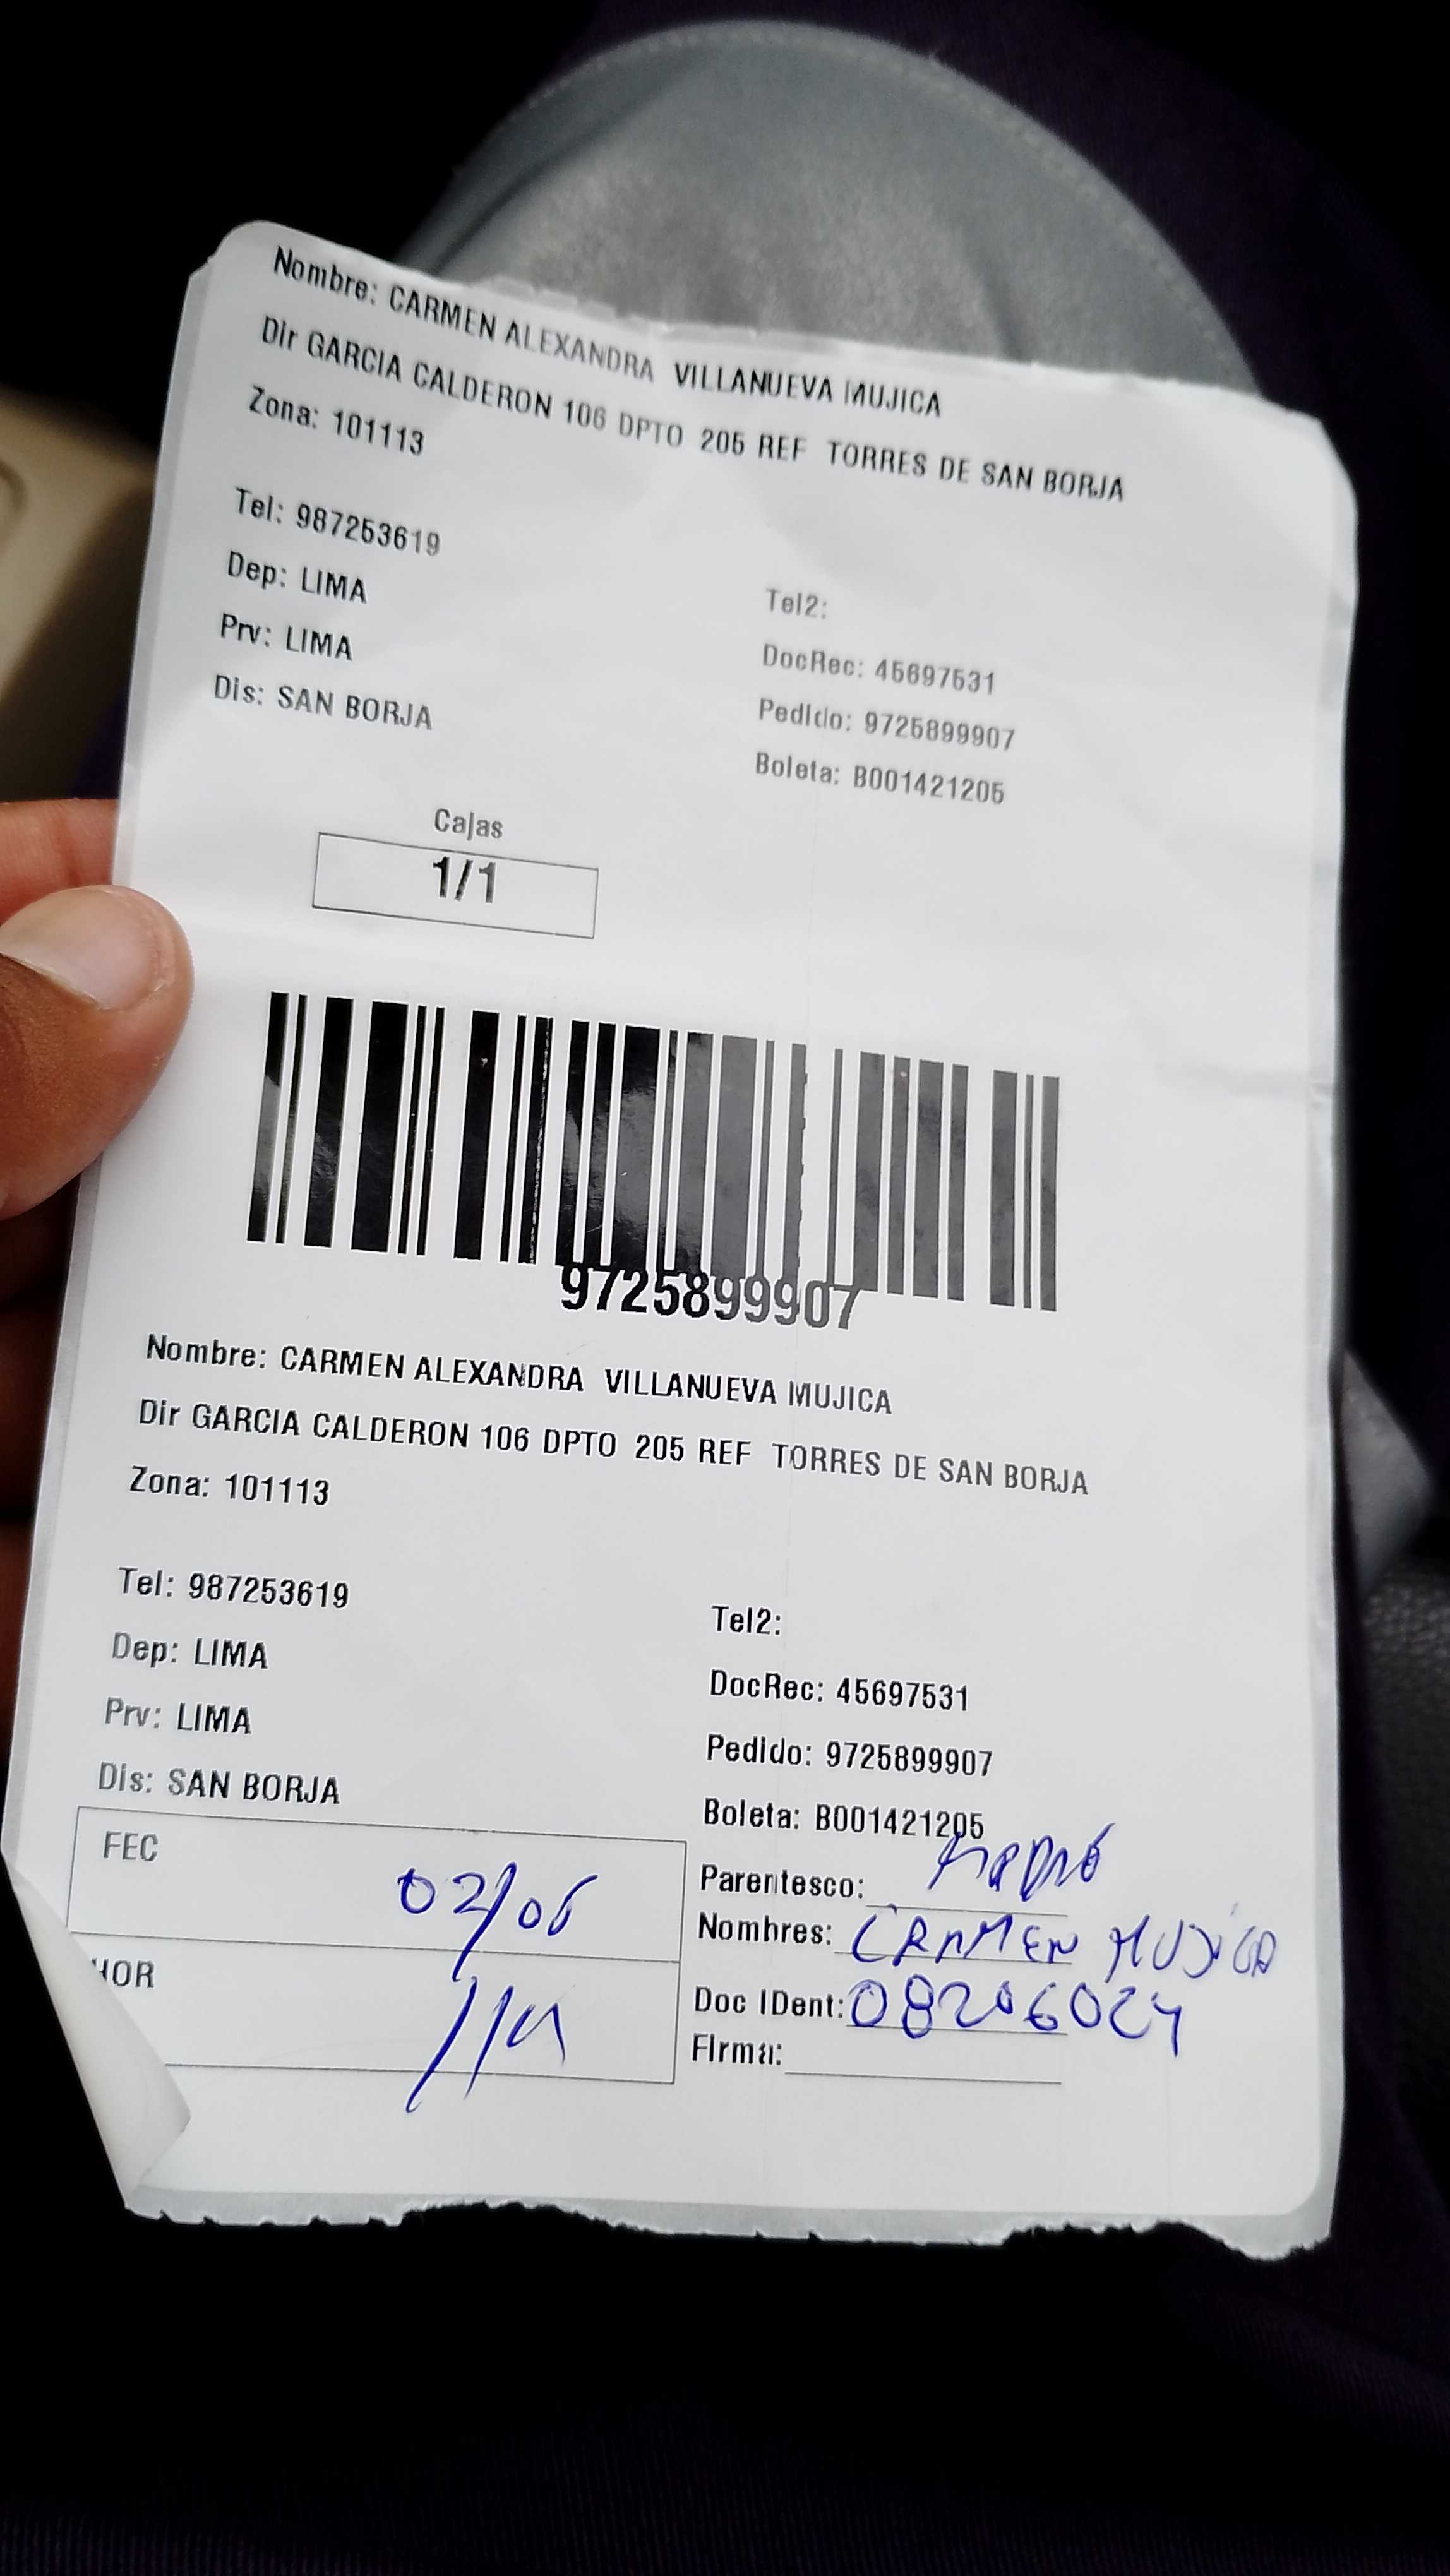 Nombre: CARMEN ALEXANDRA VILLANUEVA MUJICA
Dir GARCIA CALDERON 106 DPTO 205 REF TORRES DE SAN BORJA
Zona: 101113
Tel: 987253619
Tel2:
Dep: LIMA
DocRec: 45697531
Prv: LIMA
Pedido: 9725899907
Dis: SAN BORJA
Boleta: B001421205
Cajas
1/1
9725899907
Nombre: CARMEN ALEXANDRA VILLANUEVA MUJICA
Dir GARCIA CALDERON 106 DPTO 205 REF TORRES DE SAN BORJA
Zona: 101113
Tel: 987253619
Tel2:
Dep: LIMA
DocRec: 45697531
Prv: LIMA
Pedido: 9725899907
Dis: SAN BORJA
Boleta: B001421205
FEC 02/06
Parentesco:
Nombres: CARMEN MUJICA
HOR
Doc IDent: 08206024
Firma: